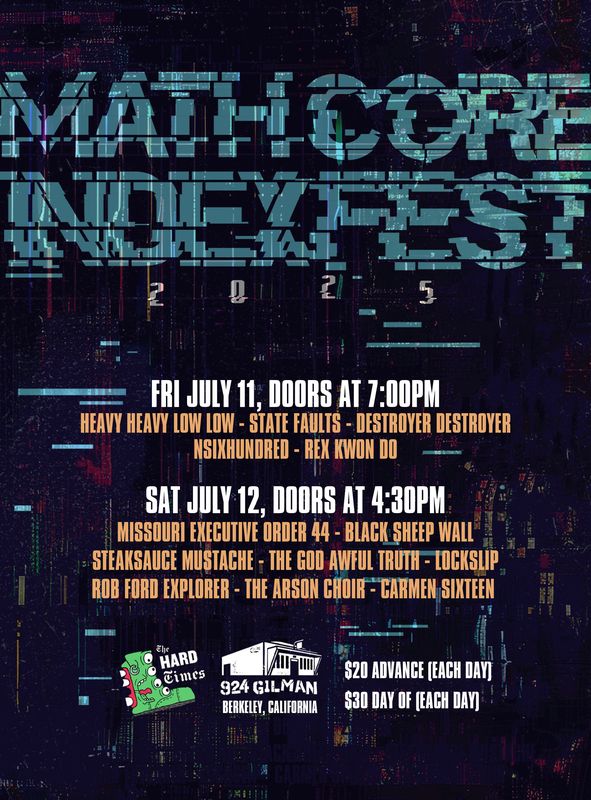 MATHCORE
INDEX FEST
2025
FRI JULY 11, DOORS AT 7:00PM
HEAVY HEAVY LOW LOW - STATE FAULTS - DESTROYER DESTROYER
NSIXHUNDRED - REX KWON DO
SAT JULY 12, DOORS AT 4:30PM
MISSOURI EXECUTIVE ORDER 44 - BLACK SHEEP WALL
STEAKSAUCE MUSTACHE - THE GOD AWFUL TRUTH - LOCKSLIP
ROB FORD EXPLORER - THE ARSON CHOIR - CARMEN SIXTEEN
The
HARD
Times
924 GILMAN
BERKELEY, CALIFORNIA
$20 ADVANCE (EACH DAY)
$30 DAY OF (EACH DAY)